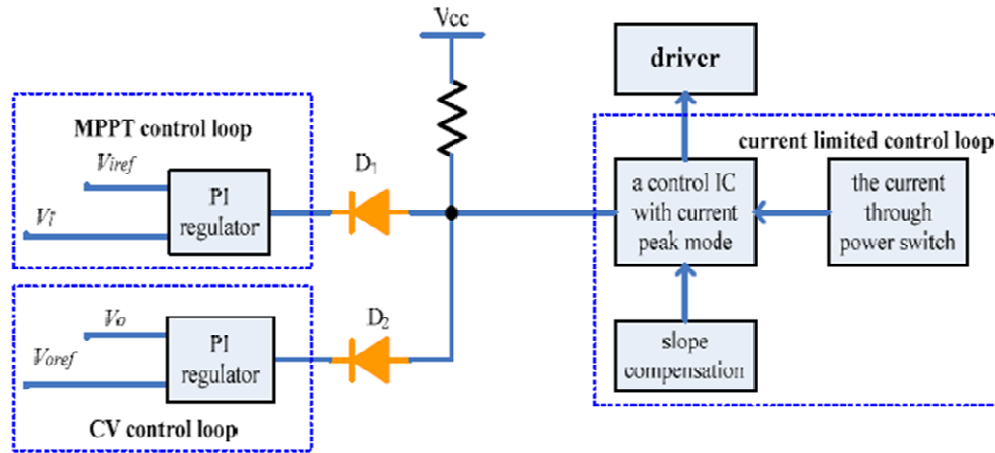 Vcc
driver
MPPT control loop
Viref
Vi
PI
regulator
D1
current limited control loop
a control IC
with current
peak mode
the current
through
power switch
Vo
Voref
PI
regulator
D2
slope
compensation
CV control loop